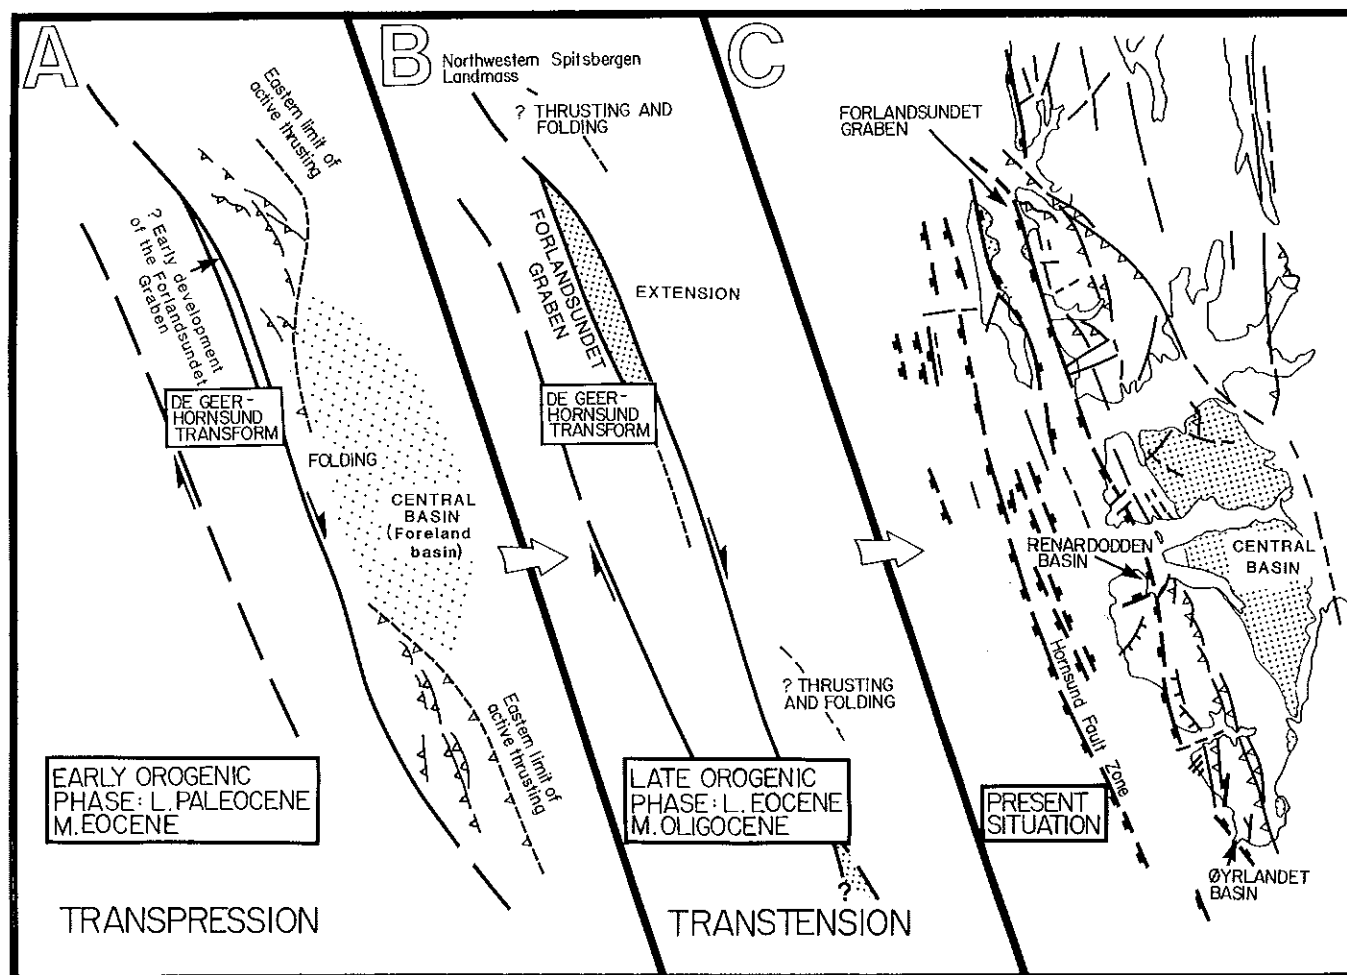 A
Eastern limit of
active thrusting
? Early development
of the Forlandsundet
Graben
DE GEER-
HORNSUND
TRANSFORM
FOLDING
CENTRAL
BASIN
(Foreland
basin)
Eastern limit of
active thrusting
EARLY OROGENIC
PHASE: L. PALEOCENE
M. EOCENE
TRANSPRESSION
B
Northwestern Spitsbergen
Landmass
? THRUSTING AND
FOLDING
FORLANDSUNDET
GRABEN
EXTENSION
DE GEER-
HORNSUND
TRANSFORM
? THRUSTING
AND FOLDING
LATE OROGENIC
PHASE: L. EOCENE
M. OLIGOCENE
?
TRANSTENSION
C
FORLANDSUNDET
GRABEN
RENARDODDEN
BASIN
CENTRAL
BASIN
Hornsund Fault Zone
PRESENT
SITUATION
ØYRLANDET
BASIN